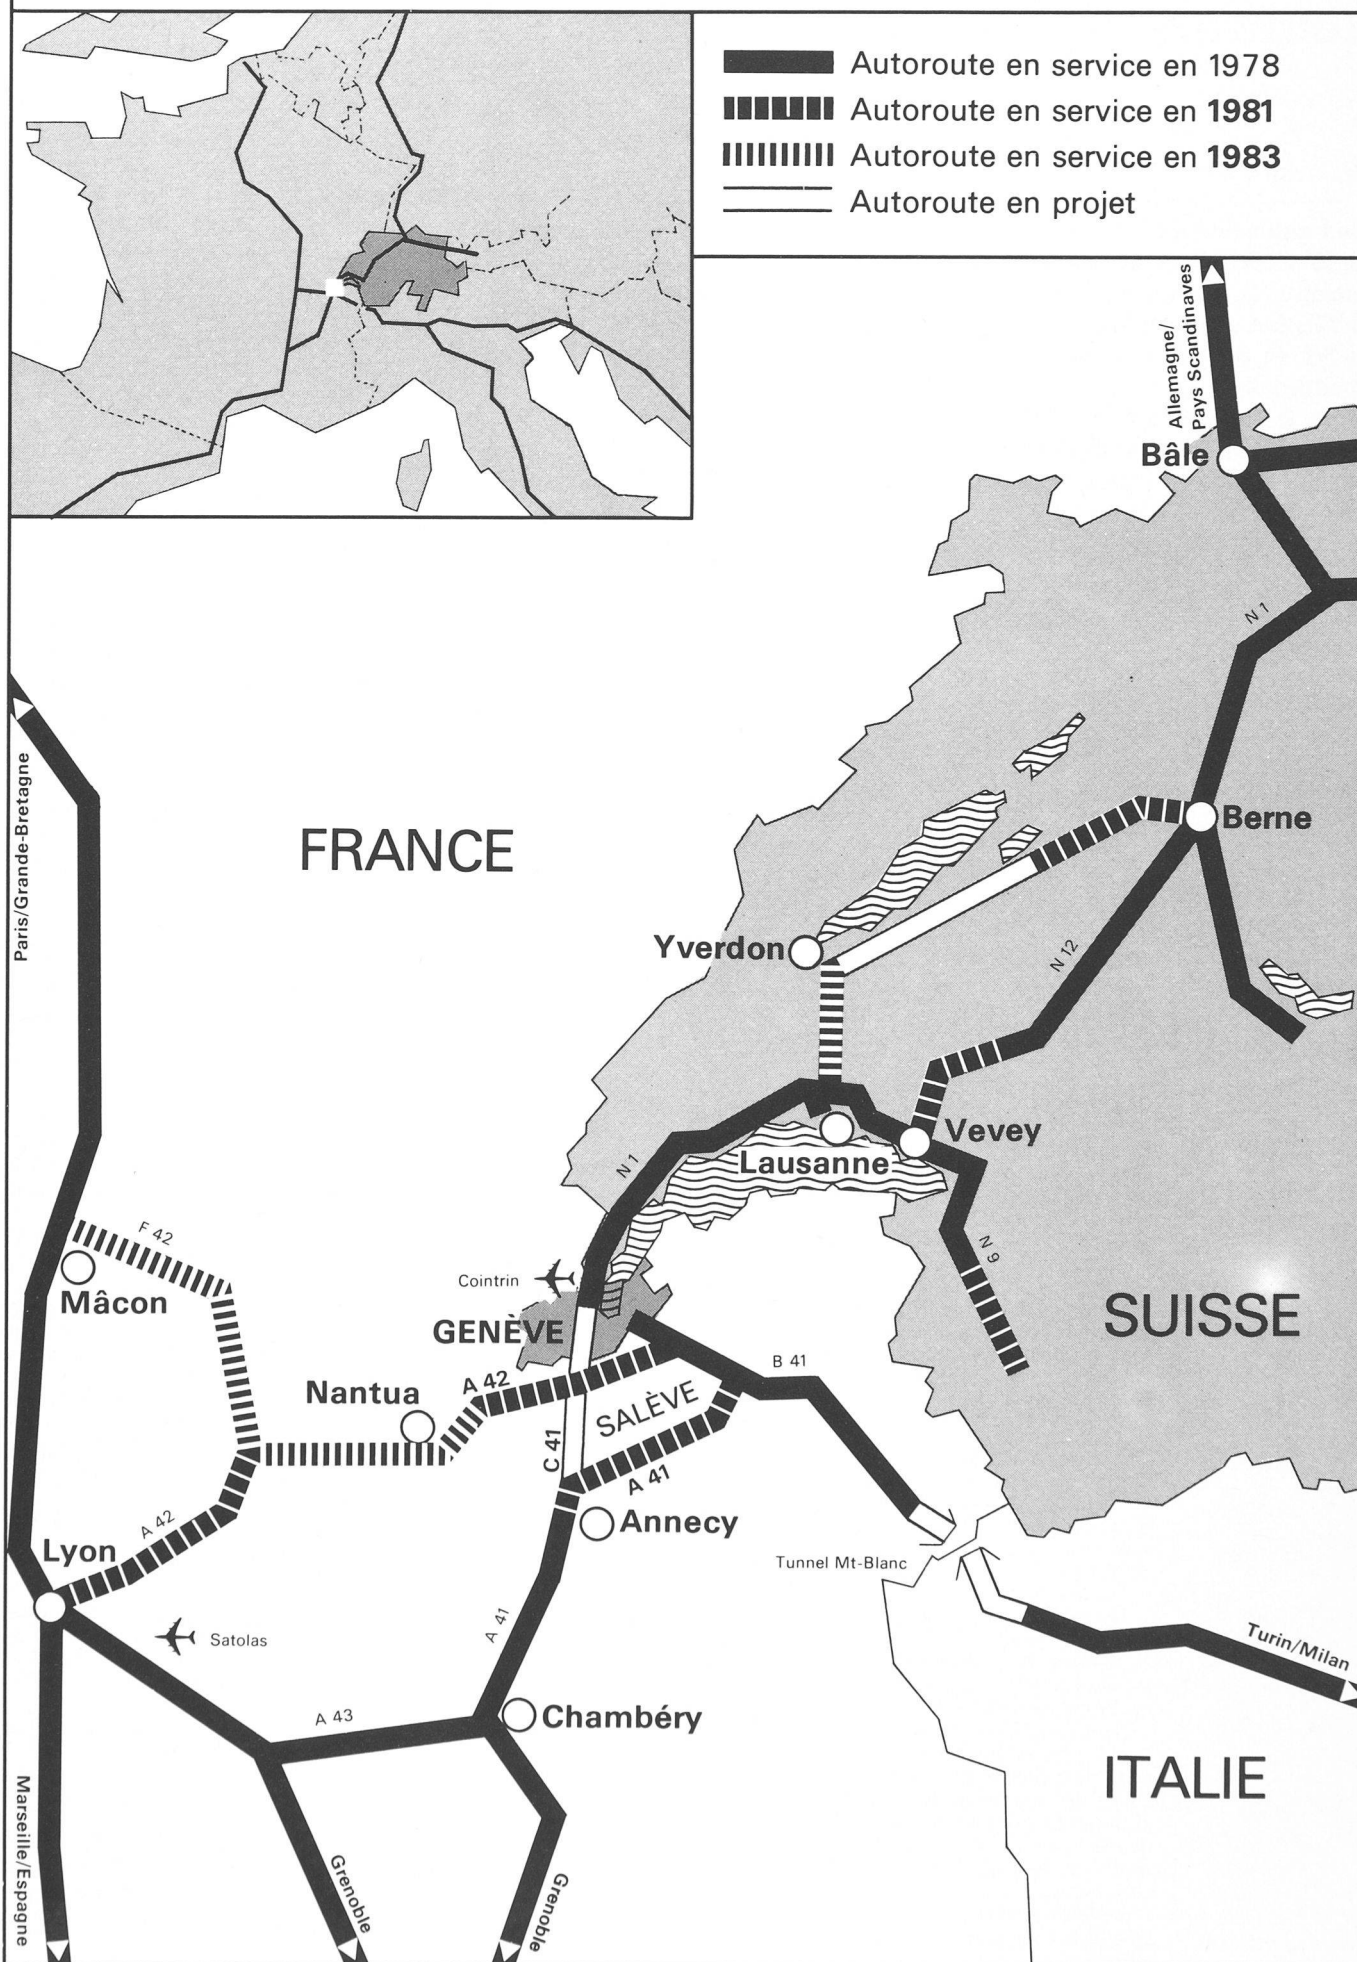 Autoroute en service en 1978
Autoroute en service en 1981
Autoroute en service en 1983
Autoroute en projet
Allemagne/
Pays Scandinaves
Bâle
N 1
Paris/Grande-Bretagne
FRANCE
Berne
Yverdon
N 12
Vevey
Lausanne
N 1
F 42
N 9
Cointrin
Mâcon
SUISSE
GENÈVE
B 41
A 42
Nantua
SALÈVE
C 41
A 41
A 42
Annecy
Lyon
Tunnel Mt-Blanc
A 41
Satolas
Turin/Milan
Chambéry
A 43
ITALIE
Marseille/Espagne
Grenoble
Grenoble